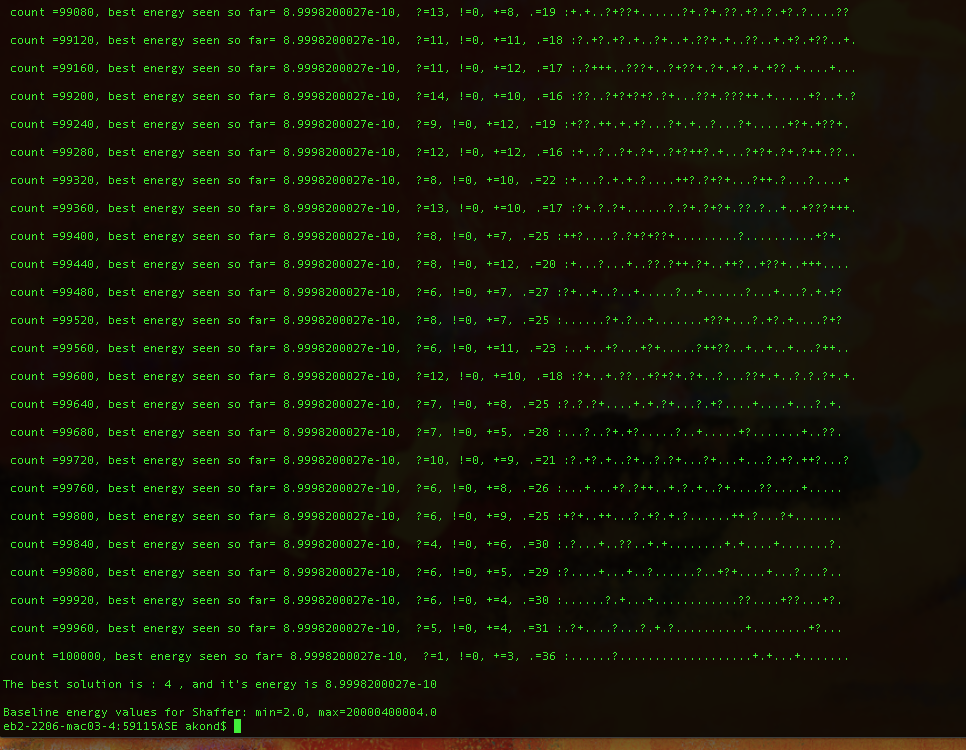 count =99080, best energy seen so far= 8.9998200027e-10, ?=13, !=0, +=8, .=19 :+.+..?+?++.......?+.?+.??.+?.?.+?.?....??
count =99120, best energy seen so far= 8.9998200027e-10, ?=11, !=0, +=11, .=18 :?.+?.+?.+..?+..+.??+.+..??..+.+?.+??..+.
count =99160, best energy seen so far= 8.9998200027e-10, ?=11, !=0, +=12, .=17 :.?+++..???+..?+??+.?+.+?.+.+??.+....+...
count =99200, best energy seen so far= 8.9998200027e-10, ?=14, !=0, +=10, .=16 :??..?+?+?+?.?+...??+.???++.+.....+?..+.?
count =99240, best energy seen so far= 8.9998200027e-10, ?=9, !=0, +=12, .=19 :+??.++.+.+?...?+.+..?...?+.....+?+.+??+.
count =99280, best energy seen so far= 8.9998200027e-10, ?=12, !=0, +=12, .=16 :+...?..?+.?+..?+?++?.+...?+?+.?+.?++.??..
count =99320, best energy seen so far= 8.9998200027e-10, ?=8, !=0, +=10, .=22 :+...?.+.+.?....++?.?+?+...?++.?...?....+
count =99360, best energy seen so far= 8.9998200027e-10, ?=13, !=0, +=10, .=17 :?+.?.?+......?.?+.?+?+.??.?..+..+???+++.
count =99400, best energy seen so far= 8.9998200027e-10, ?=8, !=0, +=7, .=25 :++?....?.?+?+??+.........?..........+?+.
count =99440, best energy seen so far= 8.9998200027e-10, ?=8, !=0, +=12, .=20 :+...?...+..??.?++.?+..++?..+??+..+++....
count =99480, best energy seen so far= 8.9998200027e-10, ?=6, !=0, +=7, .=27 :?+..+..?..+.....?..+.......?...+...?.+.+?
count =99520, best energy seen so far= 8.9998200027e-10, ?=8, !=0, +=7, .=25 :......?+.?..+.......+??+...?.+?.+....?+?
count =99560, best energy seen so far= 8.9998200027e-10, ?=6, !=0, +=11, .=23 :..+..+?...+?+.....?++??..+..+..+...?++..
count =99600, best energy seen so far= 8.9998200027e-10, ?=12, !=0, +=10, .=18 :?+..+.??..+?+?+.?+..?...??+.+..?.?.?+.+.
count =99640, best energy seen so far= 8.9998200027e-10, ?=7, !=0, +=8, .=25 :?.?.?+....+.+.?+...?.+?....+....+...?.+.
count =99680, best energy seen so far= 8.9998200027e-10, ?=7, !=0, +=5, .=28 :...?..?+.+?.....?..+.....+?.......+..??.
count =99720, best energy seen so far= 8.9998200027e-10, ?=10, !=0, +=9, .=21 :?.+?.+..?+..?.?+...?+...+...?.+?.++?...?
count =99760, best energy seen so far= 8.9998200027e-10, ?=6, !=0, +=8, .=26 :...+...+?.?++..+.?.+..?+....??....+.....
count =99800, best energy seen so far= 8.9998200027e-10, ?=6, !=0, +=9, .=25 :+?+..++...?.+?.+.?......++.?...?+.......
count =99840, best energy seen so far= 8.9998200027e-10, ?=4, !=0, +=6, .=30 :.?...+..??..+.+........+.+....+.......?.
count =99880, best energy seen so far= 8.9998200027e-10, ?=6, !=0, +=5, .=29 :?....+...+..?......?..+?+....+...?...?..
count =99920, best energy seen so far= 8.9998200027e-10, ?=6, !=0, +=4, .=30 :......?.+...+............??....+??...+?.
count =99960, best energy seen so far= 8.9998200027e-10, ?=5, !=0, +=4, .=31 :.?+....?...?.+.?..........+........+?...
count =100000, best energy seen so far= 8.9998200027e-10, ?=1, !=0, +=3, .=36 :......?...................+.+...+.......
The best solution is : 4 , and it's energy is 8.9998200027e-10
Baseline energy values for Shaffer: min=2.0, max=20000400004.0
eb2-2206-mac03-4:59115ASE akond$